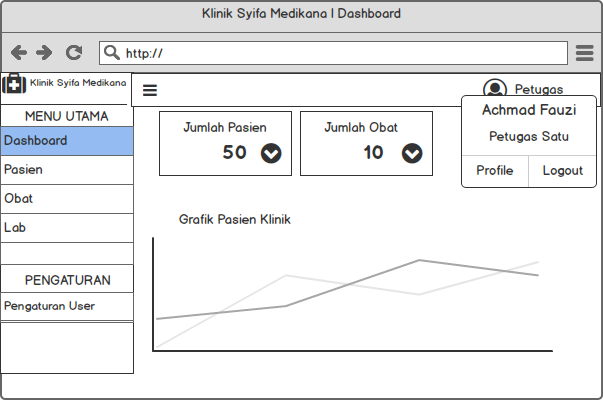 Klinik Syifa Medikana | Dashboard
http://
Klinik Syifa Medikana
Petugas
MENU UTAMA
Dashboard
Pasien
Obat
Lab
PENGATURAN
Pengaturan User
Jumlah Pasien
50
Jumlah Obat
10
Achmad Fauzi
Petugas Satu
Profile
Logout
Grafik Pasien Klinik